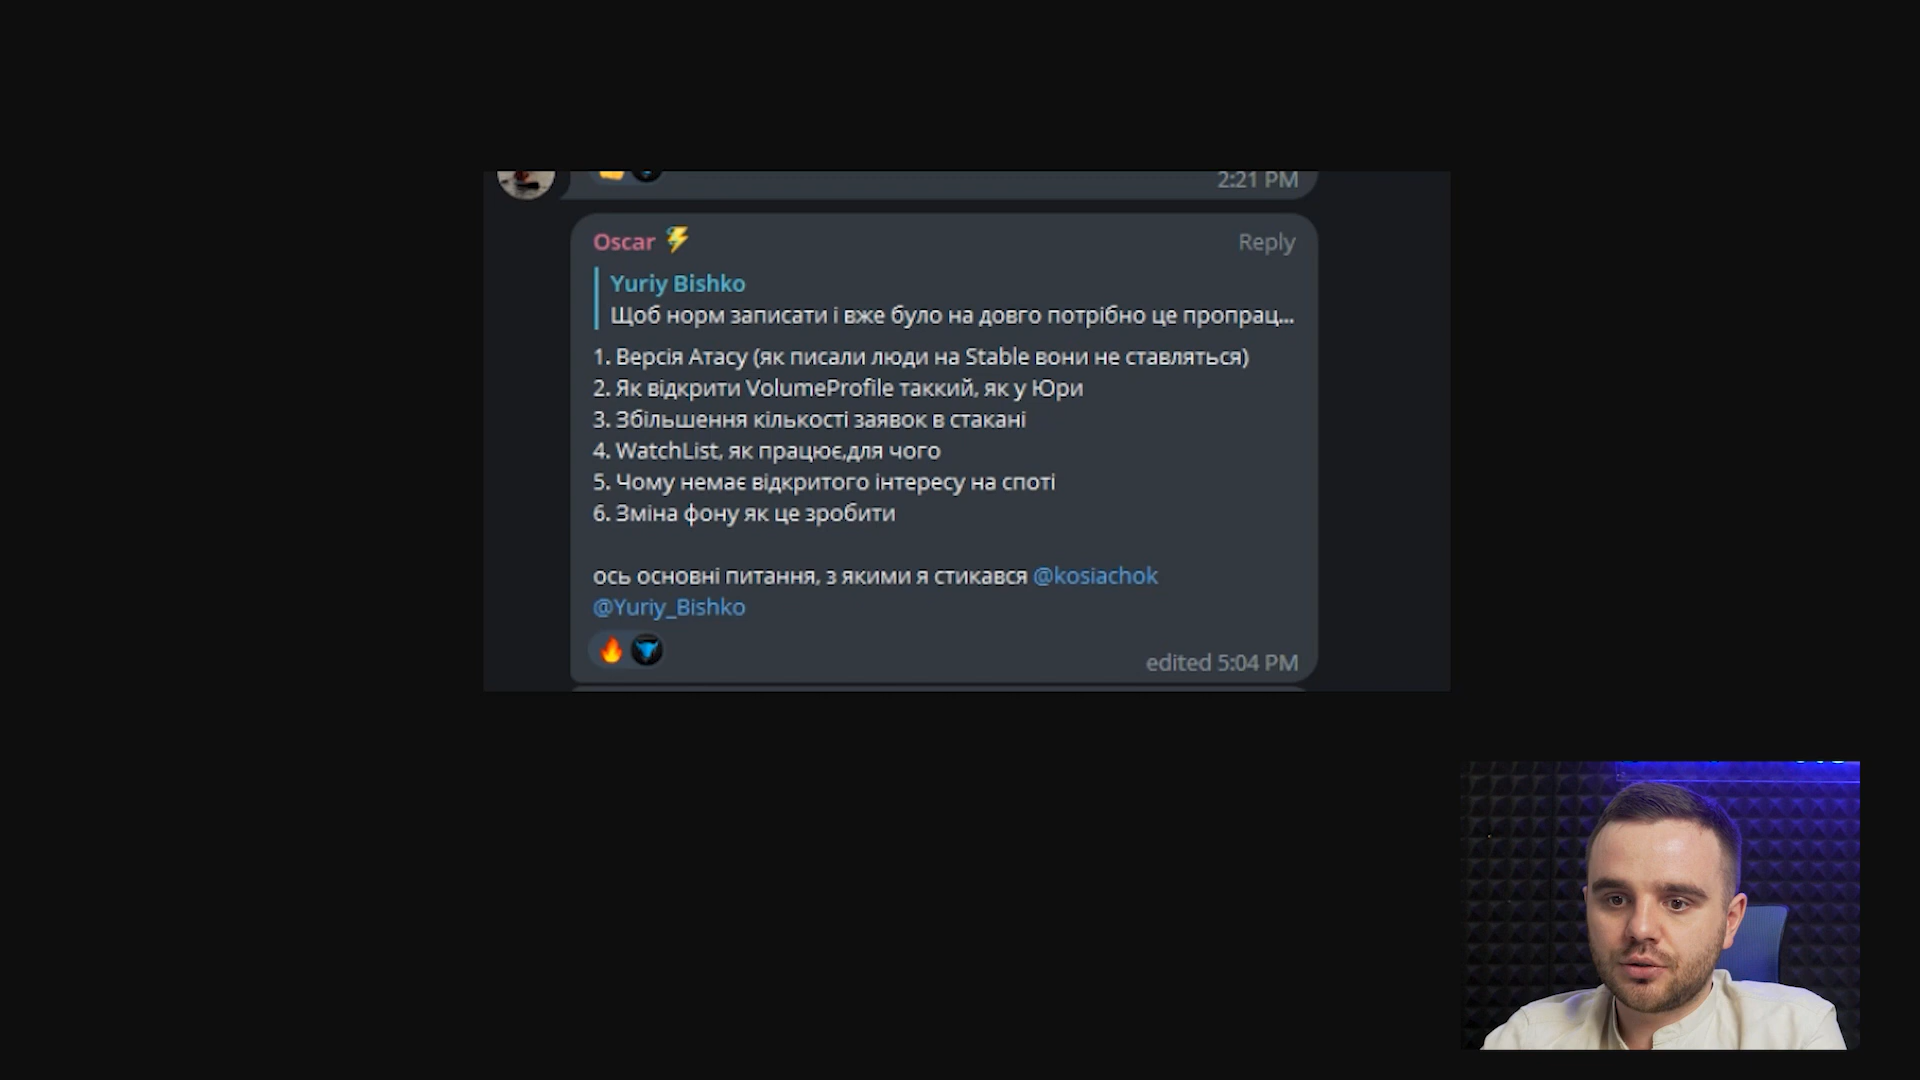 2:21 PM
Oscar ⚡
Reply
Yuriy Bishko
Щоб норм записати і вже було на довго потрібно це пропрац...
1. Версія Атасу (як писали люди на Stable вони не ставляться)
2. Як відкрити VolumeProfile таккий, як у Юри
3. Збільшення кількості заявок в стакані
4. WatchList, як працює,для чого
5. Чому немає відкритого інтересу на споті
6. Зміна фону як це зробити
ось основні питання, з якими я стикався @kosiachok
@Yuriy_Bishko
edited 5:04 PM